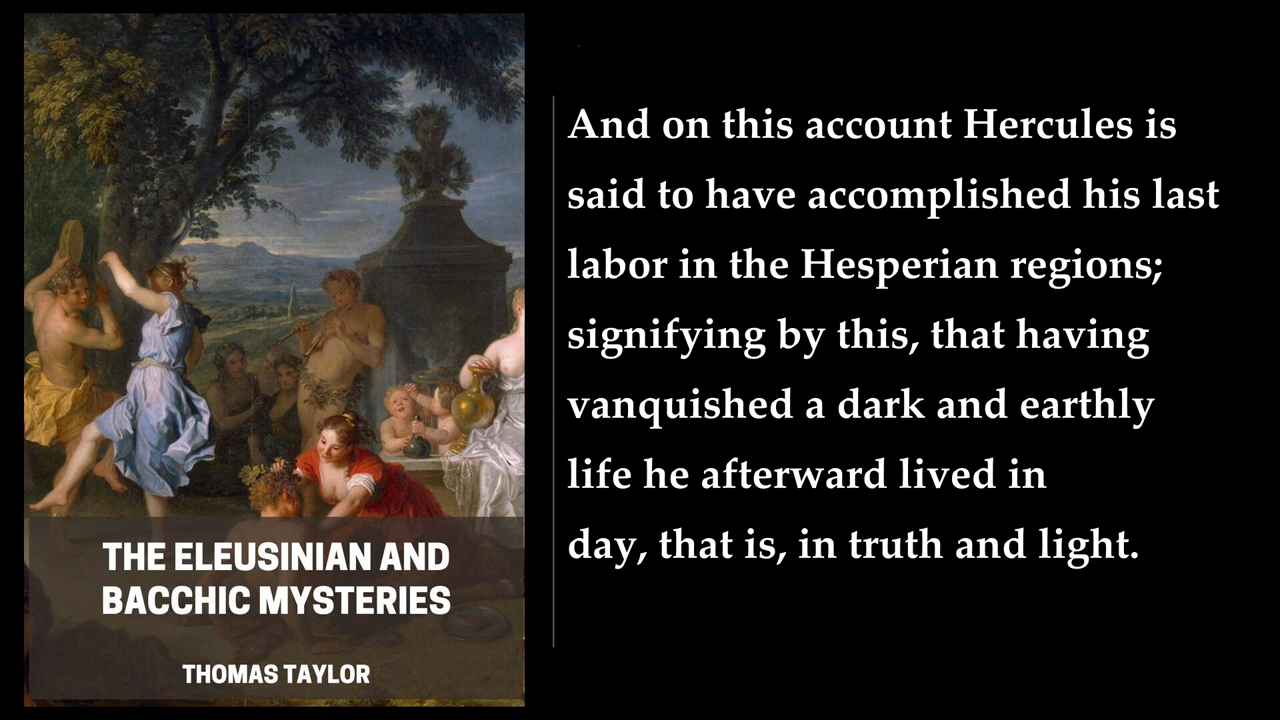 THE ELEUSINIAN AND
BACCHIC MYSTERIES
THOMAS TAYLOR
And on this account Hercules is
said to have accomplished his last
labor in the Hesperian regions;
signifying by this, that having
vanquished a dark and earthly
life he afterward lived in
day, that is, in truth and light.